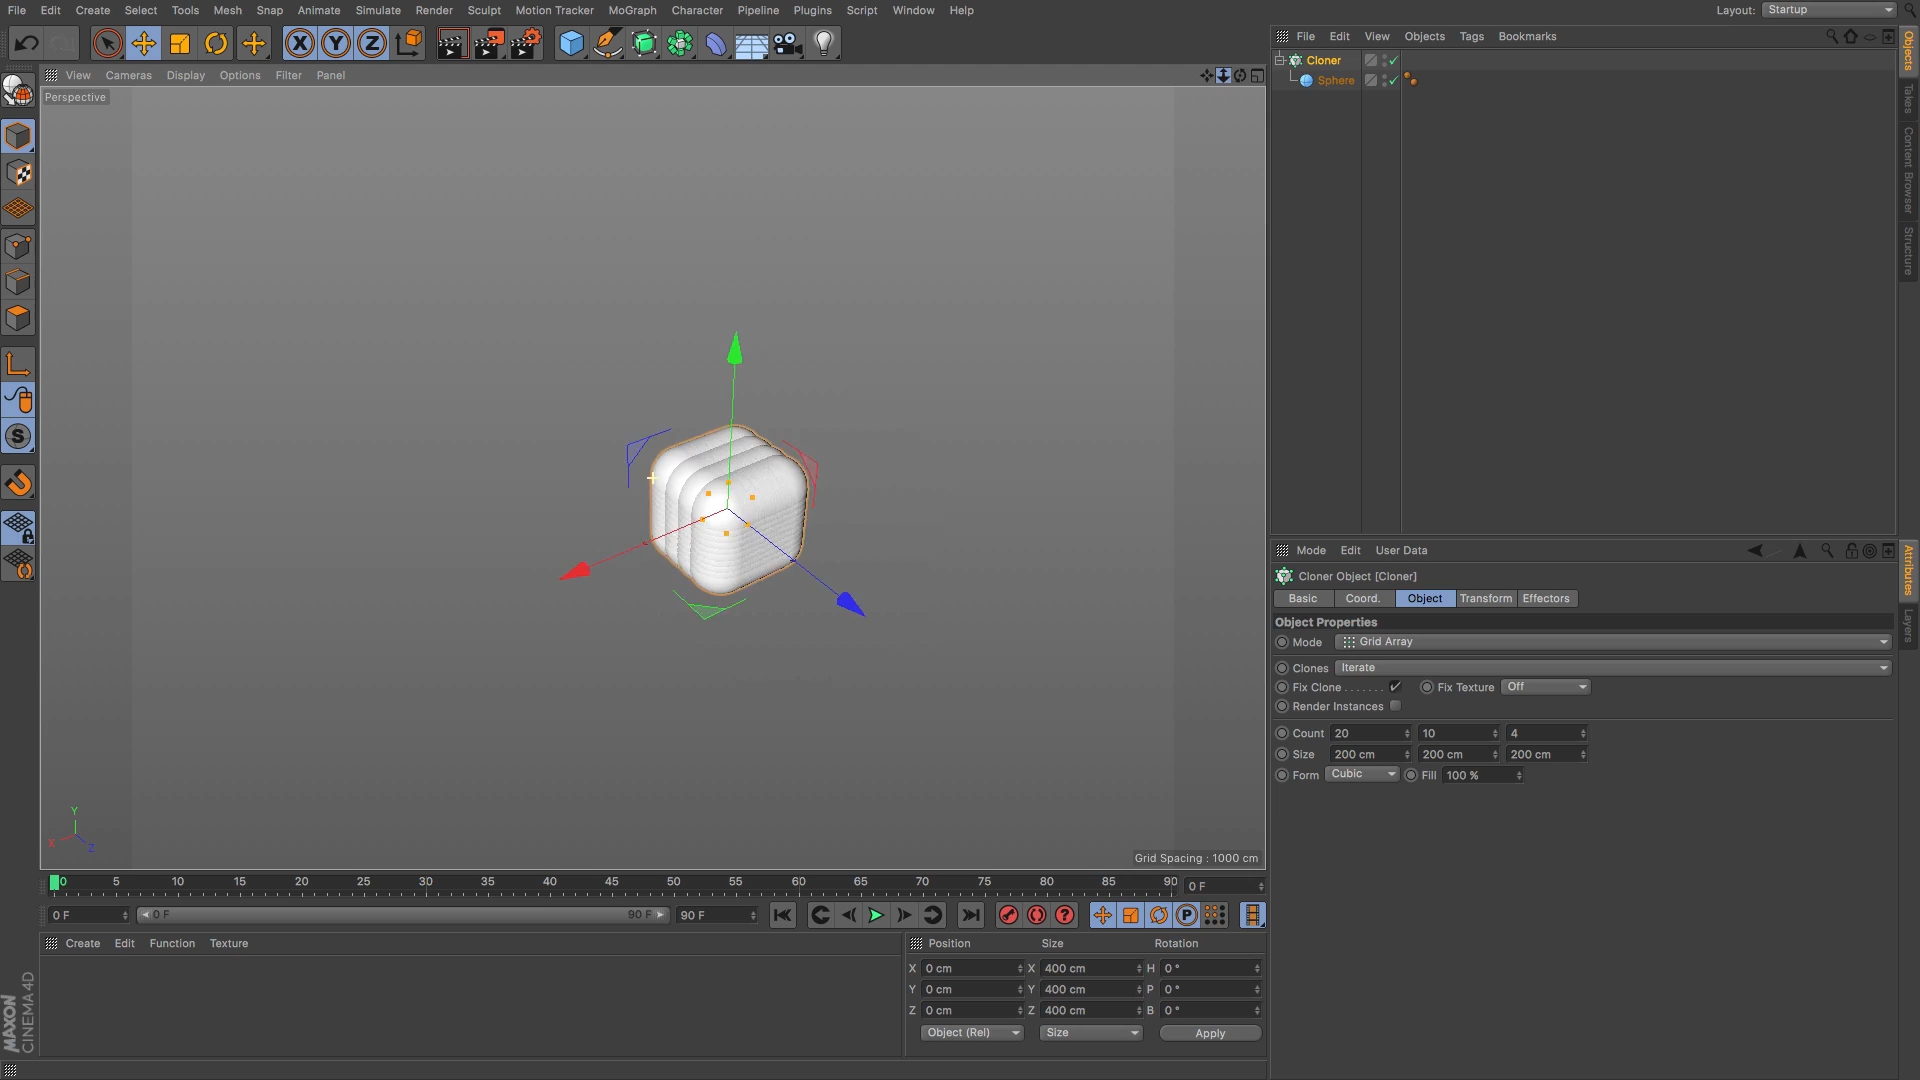 File Edit Create Select Tools Mesh Snap Animate Simulate Render Sculpt Motion Tracker MoGraph Character Pipeline Plugins Script Window Help Layout: Startup
X Y Z
View Cameras Display Options Filter Panel
Perspective
File Edit View Objects Tags Bookmarks
Cloner
Sphere
Objects
Takes
Content Browser
Structure
S
Y
X
Z
Grid Spacing : 1000 cm
Mode Edit User Data
Attributes
Layers
Cloner Object [Cloner]
Basic Coord. Object Transform Effectors
Object Properties
Mode Grid Array
Clones Iterate
Fix Clone . . . . . . . Fix Texture Off
Render Instances
Count 20 10 4
Size 200 cm 200 cm 200 cm
Form Cubic Fill 100 %
0 5 10 15 20 25 30 35 40 45 50 55 60 65 70 75 80 85 90 0 F
0 F 0 F 90 F 90 F P
Create Edit Function Texture
Position Size Rotation
X 0 cm X 400 cm H 0 °
Y 0 cm Y 400 cm P 0 °
Z 0 cm Z 400 cm B 0 °
Object (Rel) Size Apply
MAXON
CINEMA 4D